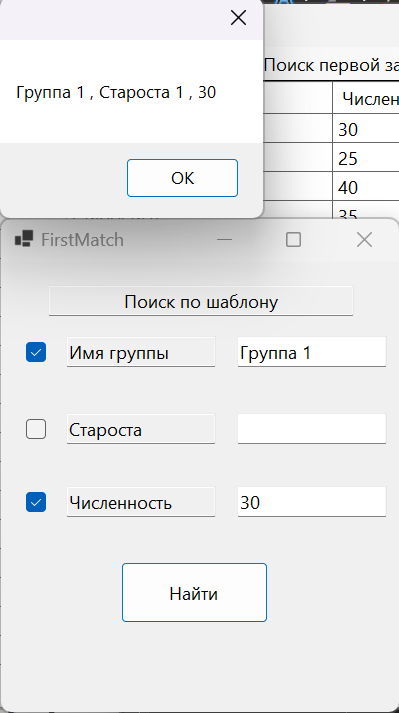 Группа 1 , Староста 1 , 30
OK
Поиск первой за
Числен
30
25
40
35
FirstMatch
Поиск по шаблону
Имя группы
Группа 1
Староста
Численность
30
Найти